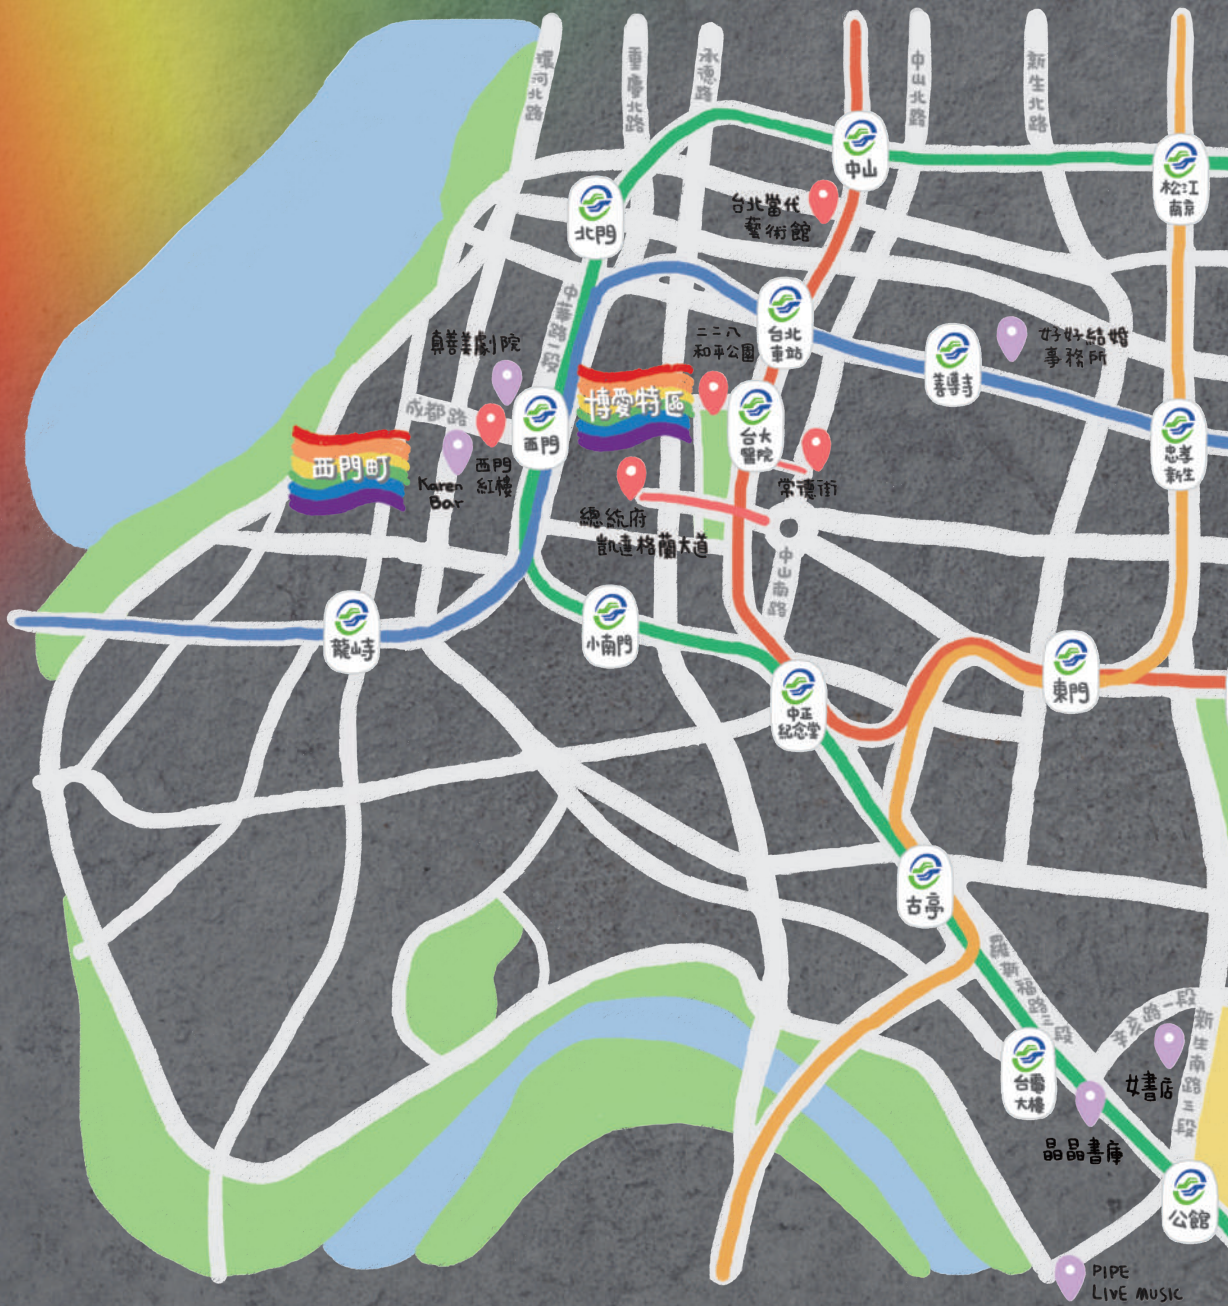 環河北路
重慶北路
承德路
中山北路
新生北路
中山
松江
南京
台北當代
藝術館
北門
中華路一段
台北
車站
二二八
和平公園
真善美劇院
好好結婚
事務所
善導寺
博愛特區
成都路
西門
台大
醫院
忠孝
新生
西門町
Karen
Bar
西門
紅樓
常德街
總統府
凱達格蘭大道
中山南路
龍山寺
小南門
東門
中正
紀念堂
古亭
羅斯福路三段
辛亥路一段
新生南路三段
台電
大樓
女書店
晶晶書庫
公館
PIPE
LIVE MUSIC